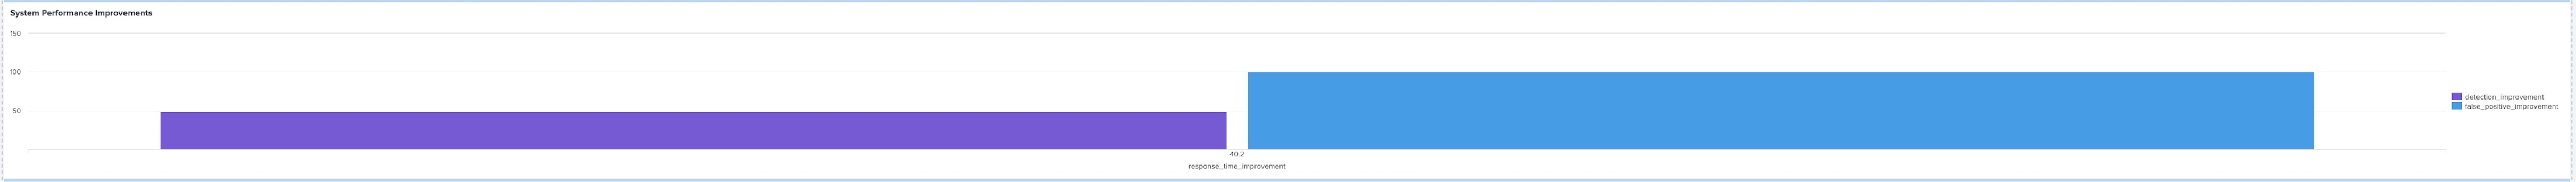 System Performance Improvements
150
100
50
40.2
response_time_improvement
detection_improvement
false_positive_improvement